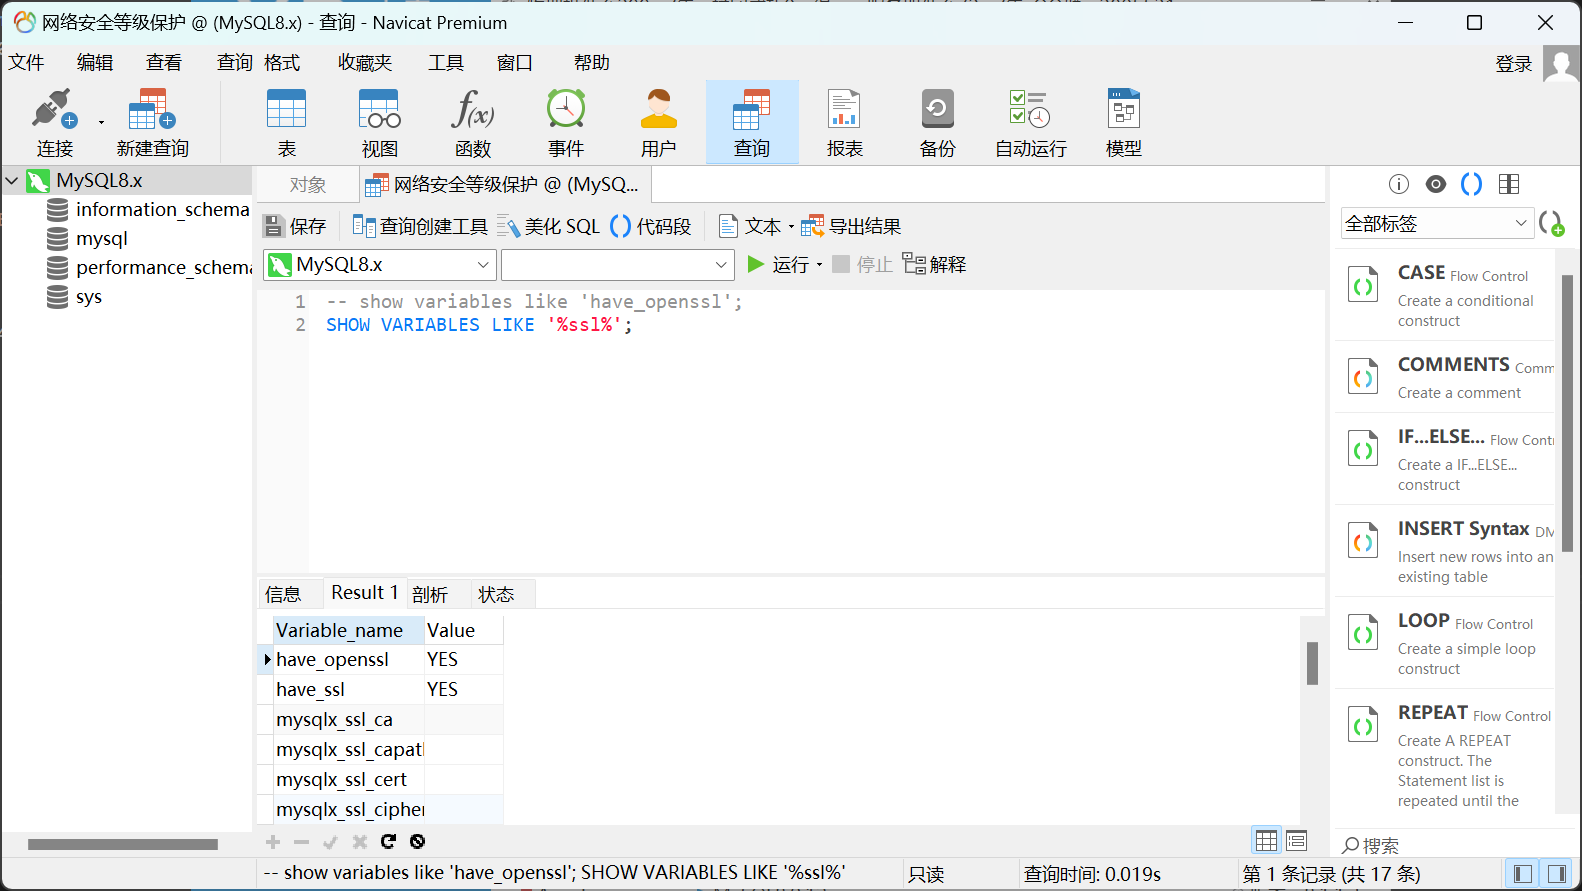 网络安全等级保护 @ (MySQL8.x) - 查询 - Navicat Premium
文件 编辑 查看 查询 格式 收藏夹 工具 窗口 帮助 登录
连接 新建查询 表 视图 函数 事件 用户 查询 报表 备份 自动运行 模型
MySQL8.x
information_schema
mysql
performance_schema
sys
对象 网络安全等级保护 @ (MySQ...
保存 查询创建工具 美化 SQL 代码段 文本 导出结果
MySQL8.x 运行 停止 解释
1 -- show variables like 'have_openssl';
2 SHOW VARIABLES LIKE '%ssl%';
信息 Result 1 剖析 状态
Variable_name Value
have_openssl YES
have_ssl YES
mysqlx_ssl_ca
mysqlx_ssl_capat
mysqlx_ssl_cert
mysqlx_ssl_cipher
全部标签
CASE Flow Control
Create a conditional
construct
COMMENTS Comm
Create a comment
IF...ELSE... Flow Contr
Create a IF...ELSE...
construct
INSERT Syntax DM
Insert new rows into an
existing table
LOOP Flow Control
Create a simple loop
construct
REPEAT Flow Control
Create A REPEAT
construct. The
Statement list is
repeated until the
搜索
-- show variables like 'have_openssl'; SHOW VARIABLES LIKE '%ssl%' 只读 查询时间: 0.019s 第 1 条记录 (共 17 条)